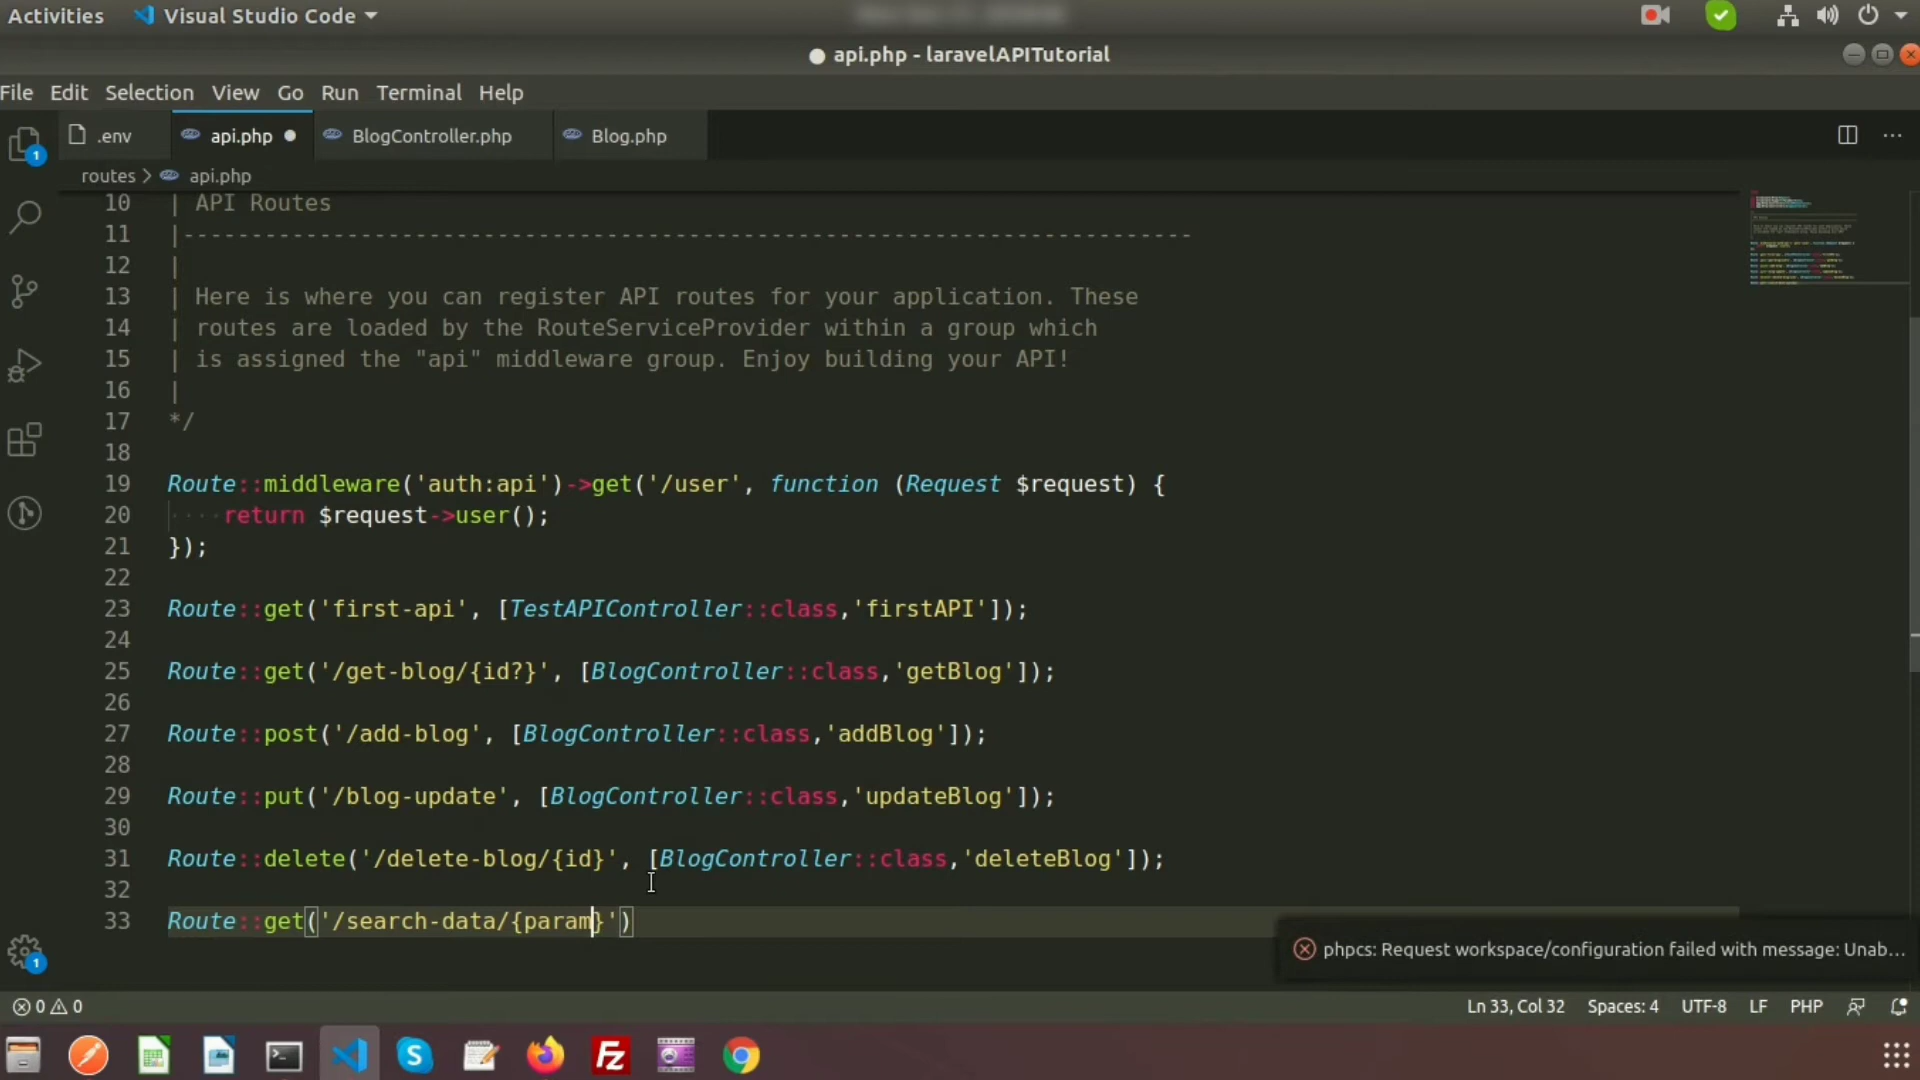 Activities Visual Studio Code
api.php - laravelAPITutorial
File Edit Selection View Go Run Terminal Help
.env api.php BlogController.php Blog.php
routes > api.php
10 | API Routes
11 |--------------------------------------------------------------------------
12 |
13 | Here is where you can register API routes for your application. These
14 | routes are loaded by the RouteServiceProvider within a group which
15 | is assigned the "api" middleware group. Enjoy building your API!
16 |
17 */
18
19 Route::middleware('auth:api')->get('/user', function (Request $request) {
20 ····return $request->user();
21 });
22
23 Route::get('first-api', [TestAPIController::class,'firstAPI']);
24
25 Route::get('/get-blog/{id?}', [BlogController::class,'getBlog']);
26
27 Route::post('/add-blog', [BlogController::class,'addBlog']);
28
29 Route::put('/blog-update', [BlogController::class,'updateBlog']);
30
31 Route::delete('/delete-blog/{id}', [BlogController::class,'deleteBlog']);
32
33 Route::get('/search-data/{param}')
phpcs: Request workspace/configuration failed with message: Unab...
0 0 Ln 33, Col 32 Spaces: 4 UTF-8 LF PHP